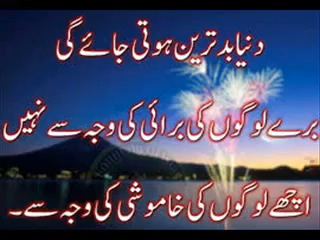 دنیا بدترین ہوتی جائے گی
برے لوگوں کی برائی کی وجہ سے نہیں
اچھے لوگوں کی خاموشی کی وجہ سے۔